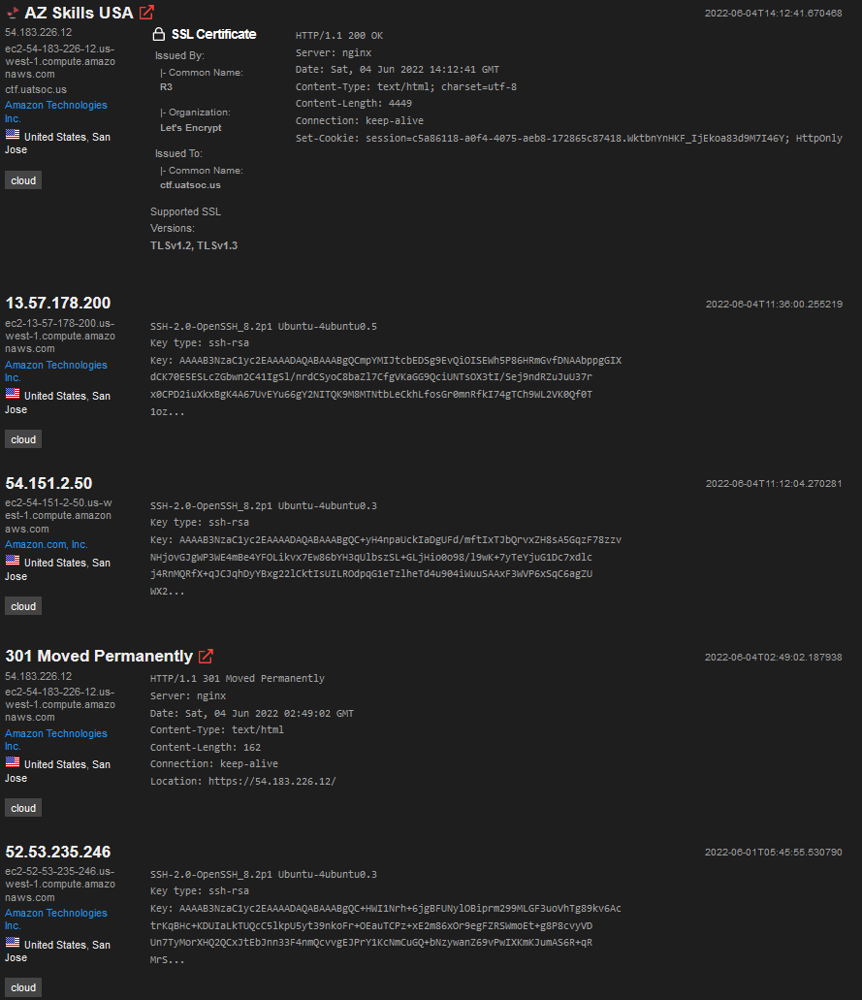 AZ Skills USA
2022-06-04T14:12:41.670468
54.183.226.12
ec2-54-183-226-12.us-
west-1.compute.amazo
naws.com
ctf.uatsoc.us
Amazon Technologies
Inc.
United States, San
Jose
cloud
SSL Certificate
Issued By:
|- Common Name:
R3
|- Organization:
Let's Encrypt
Issued To:
|- Common Name:
ctf.uatsoc.us
Supported SSL
Versions:
TLSv1.2, TLSv1.3
HTTP/1.1 200 OK
Server: nginx
Date: Sat, 04 Jun 2022 14:12:41 GMT
Content-Type: text/html; charset=utf-8
Content-Length: 4449
Connection: keep-alive
Set-Cookie: session=c5a86118-a0f4-4075-aeb8-172865c87418.WktbnYnHKF_IjEkoa83d9M7I46Y; HttpOnly
13.57.178.200
2022-06-04T11:36:00.255219
ec2-13-57-178-200.us-
west-1.compute.amazo
naws.com
Amazon Technologies
Inc.
United States, San
Jose
cloud
SSH-2.0-OpenSSH_8.2p1 Ubuntu-4ubuntu0.5
Key type: ssh-rsa
Key: AAAAB3NzaC1yc2EAAAADAQABAAABgQCmpYMIJtcbEDSg9EvQiOISEWh5P86HRmGvfDNAAbppgGIX
dCK70E5ESLcZGbwn2C41IgSl/nrdCSyoC8baZl7CfgVKaGG9QciUNTsOX3tI/Sej9ndRZuJuU37r
x0CPD2iuXkxBgK4A67UvEYu66gY2NITQK9M8MTNtbLeCkhLfosGr0mnRfkI74gTCh9WL2VK0Qf0T
1oz...
54.151.2.50
2022-06-04T11:12:04.270281
ec2-54-151-2-50.us-w
est-1.compute.amazon
aws.com
Amazon.com, Inc.
United States, San
Jose
cloud
SSH-2.0-OpenSSH_8.2p1 Ubuntu-4ubuntu0.3
Key type: ssh-rsa
Key: AAAAB3NzaC1yc2EAAAADAQABAAABgQC+yH4npaUckIaDgUFd/mftIxTJbQrvxZH8sA5GqzF78zzv
NHjovGJgWP3WE4mBe4YFOLikvx7Ew86bYH3qUlbszSL+GLjHio0o98/l9wK+7yTeYjuG1Dc7xdlc
j4RnMQRfX+qJCJqhDyYBxg22lCktIsUILROdpqG1eTzlheTd4u904iWuuSAAxF3WVP6xSqC6agZU
WX2...
301 Moved Permanently
2022-06-04T02:49:02.187938
54.183.226.12
ec2-54-183-226-12.us-
west-1.compute.amazo
naws.com
Amazon Technologies
Inc.
United States, San
Jose
cloud
HTTP/1.1 301 Moved Permanently
Server: nginx
Date: Sat, 04 Jun 2022 02:49:02 GMT
Content-Type: text/html
Content-Length: 162
Connection: keep-alive
Location: https://54.183.226.12/
52.53.235.246
2022-06-01T05:45:55.530790
ec2-52-53-235-246.us-
west-1.compute.amazo
naws.com
Amazon Technologies
Inc.
United States, San
Jose
cloud
SSH-2.0-OpenSSH_8.2p1 Ubuntu-4ubuntu0.3
Key type: ssh-rsa
Key: AAAAB3NzaC1yc2EAAAADAQABAAABgQC+HWI1Nrh+6jgBFUNylOBiprm299MLGF3uoVhTg89kv6Ac
trKqBHc+KDUIaLkTUQcC5lkpU5yt39nkoFr+OEauTCPz+xE2m86xOr9egFZRSWmoEt+g8P8cvyVD
Un7TyMorXHQ2QCxJtEbJnn33F4nmQcvvgEJPrY1KcNmCuGQ+bNzywanZ69vPwIXKmKJumAS6R+qR
MrS...